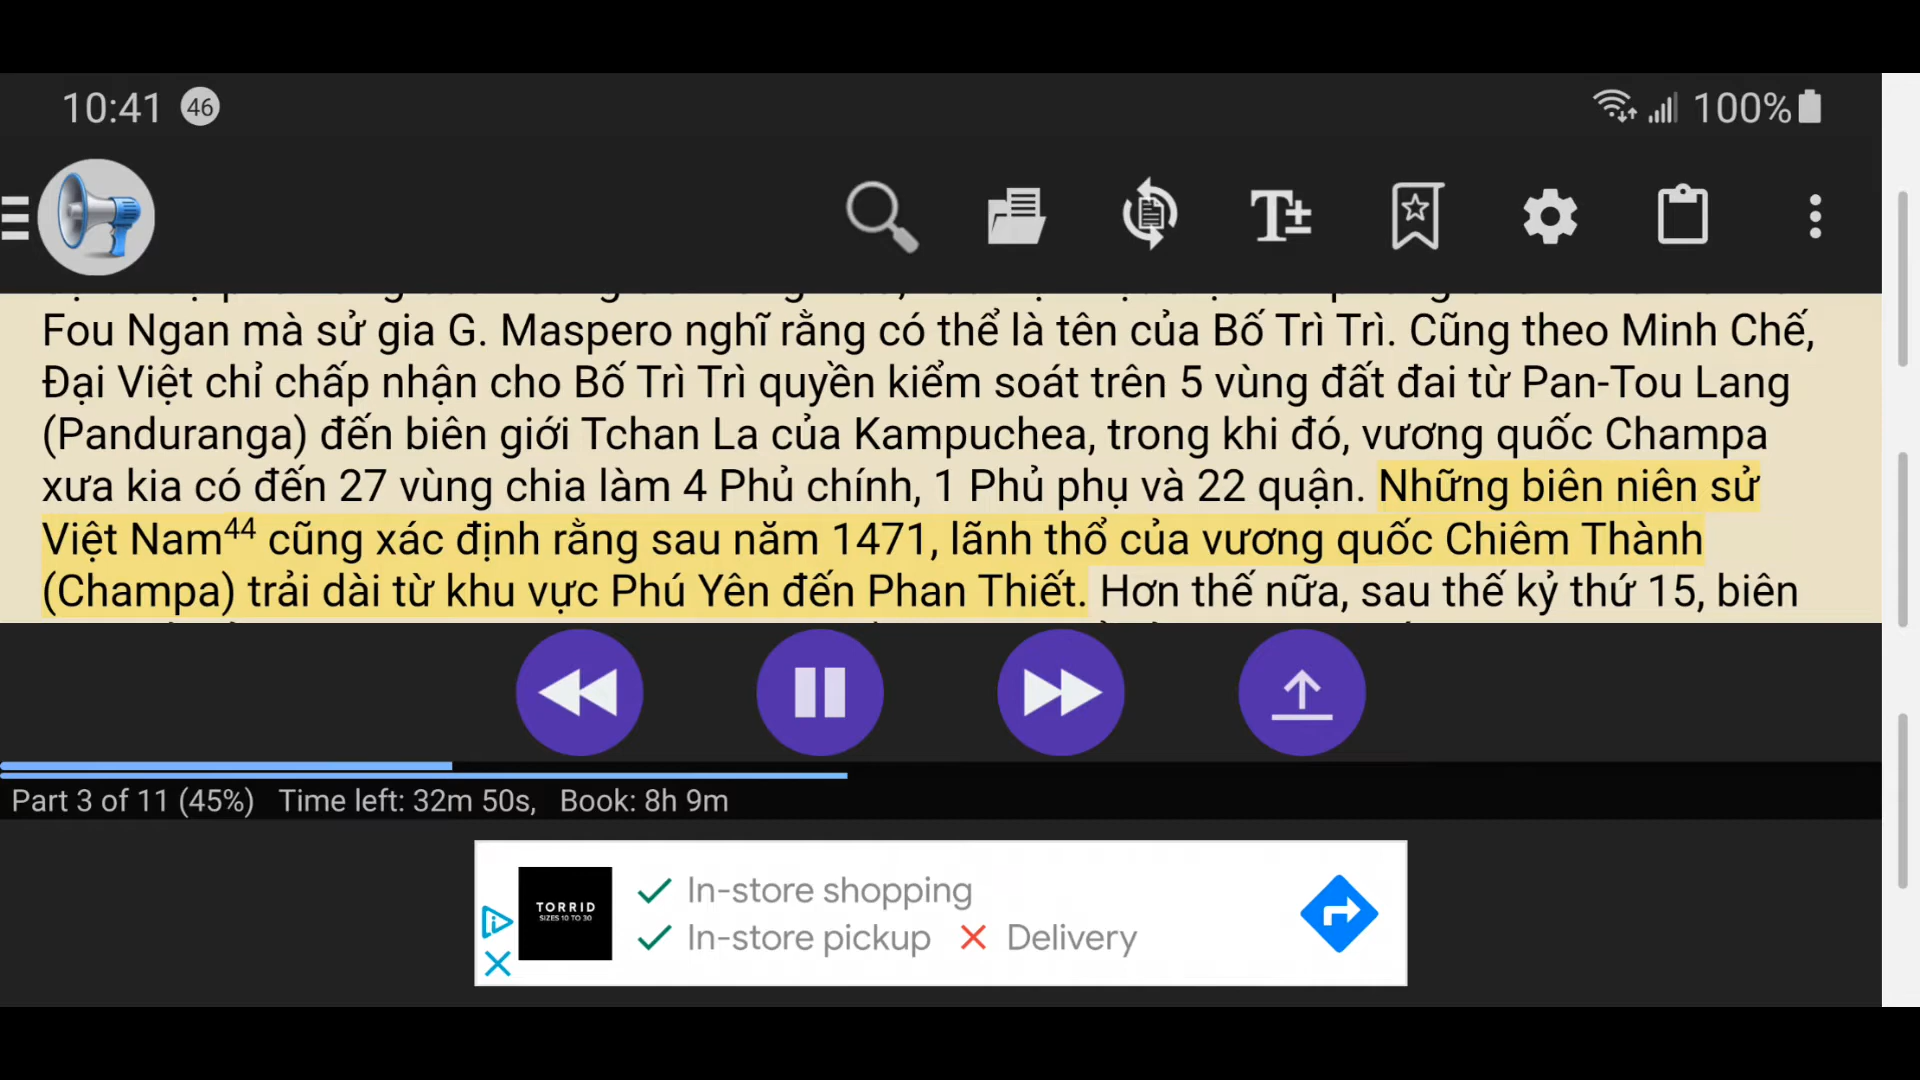 10:41 46 100%
Fou Ngan mà sử gia G. Maspero nghĩ rằng có thể là tên của Bố Trì Trì. Cũng theo Minh Chế,
Đại Việt chỉ chấp nhận cho Bố Trì Trì quyền kiểm soát trên 5 vùng đất đai từ Pan-Tou Lang
(Panduranga) đến biên giới Tchan La của Kampuchea, trong khi đó, vương quốc Champa
xưa kia có đến 27 vùng chia làm 4 Phủ chính, 1 Phủ phụ và 22 quận. Những biên niên sử
Việt Nam⁴⁴ cũng xác định rằng sau năm 1471, lãnh thổ của vương quốc Chiêm Thành
(Champa) trải dài từ khu vực Phú Yên đến Phan Thiết. Hơn thế nữa, sau thế kỷ thứ 15, biên
Part 3 of 11 (45%) Time left: 32m 50s, Book: 8h 9m
TORRID
SIZES 10 TO 30
In-store shopping
In-store pickup Delivery